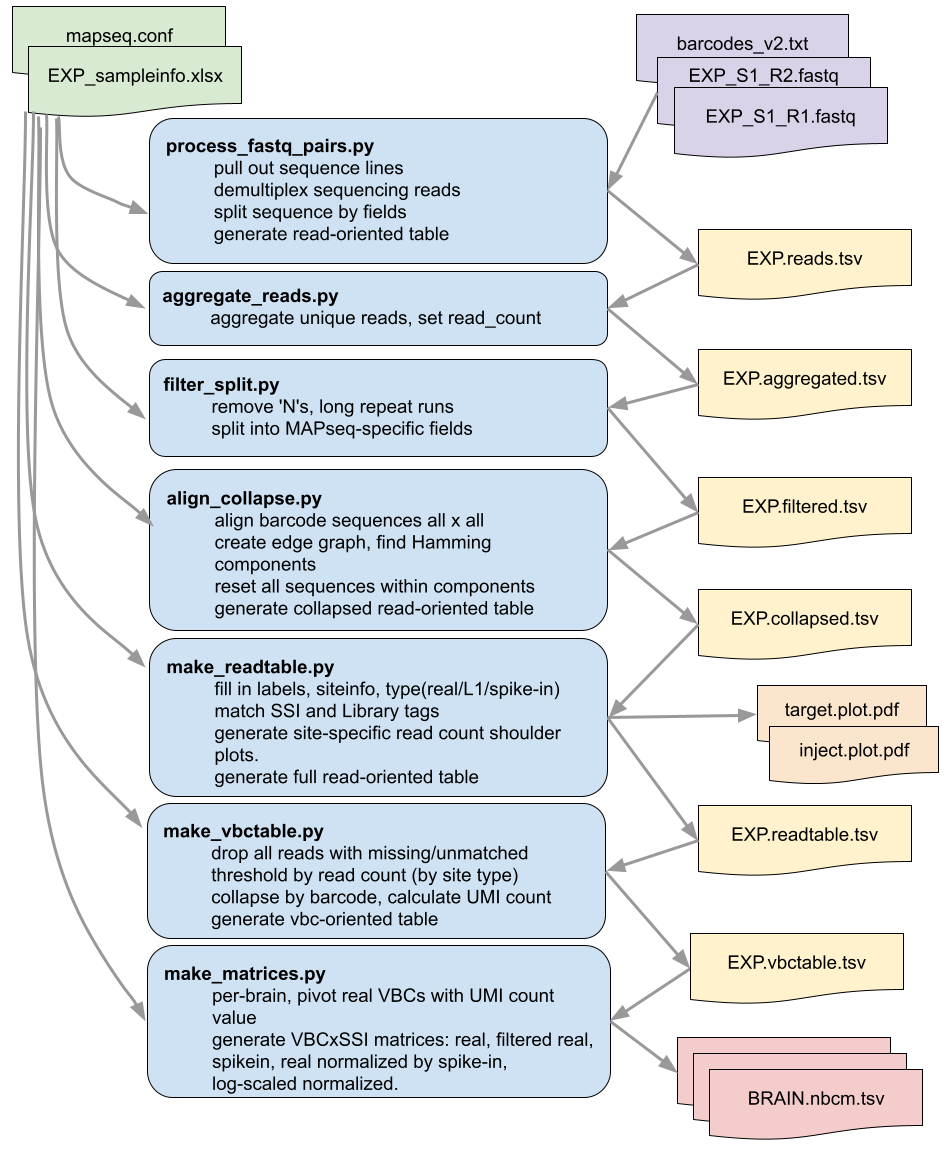 mapseq.conf
EXP_sampleinfo.xlsx
barcodes_v2.txt
EXP_S1_R2.fastq
EXP_S1_R1.fastq
process_fastq_pairs.py
pull out sequence lines
demultiplex sequencing reads
split sequence by fields
generate read-oriented table
EXP.reads.tsv
aggregate_reads.py
aggregate unique reads, set read_count
EXP.aggregated.tsv
filter_split.py
remove 'N's, long repeat runs
split into MAPseq-specific fields
EXP.filtered.tsv
align_collapse.py
align barcode sequences all x all
create edge graph, find Hamming
components
reset all sequences within components
generate collapsed read-oriented table
EXP.collapsed.tsv
make_readtable.py
fill in labels, siteinfo, type(real/L1/spike-in)
match SSI and Library tags
generate site-specific read count shoulder
plots.
generate full read-oriented table
target.plot.pdf
inject.plot.pdf
EXP.readtable.tsv
make_vbctable.py
drop all reads with missing/unmatched
threshold by read count (by site type)
collapse by barcode, calculate UMI count
generate vbc-oriented table
EXP.vbctable.tsv
make_matrices.py
per-brain, pivot real VBCs with UMI count
value
generate VBCxSSI matrices: real, filtered real,
spikein, real normalized by spike-in,
log-scaled normalized.
BRAIN.nbcm.tsv